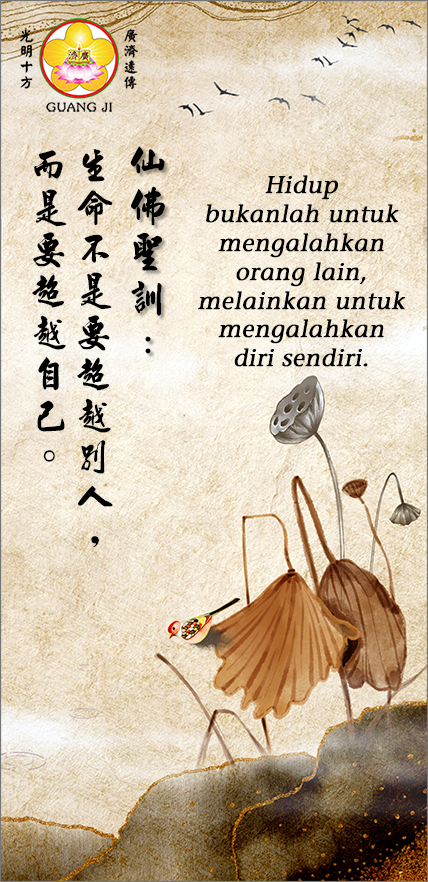 光明十方
廣濟遠傳
廣濟
GUANG JI
仙佛聖訓：
生命不是要超越別人，
而是要超越自己。
Hidup
bukanlah untuk
mengalahkan
orang lain,
melainkan untuk
mengalahkan
diri sendiri.